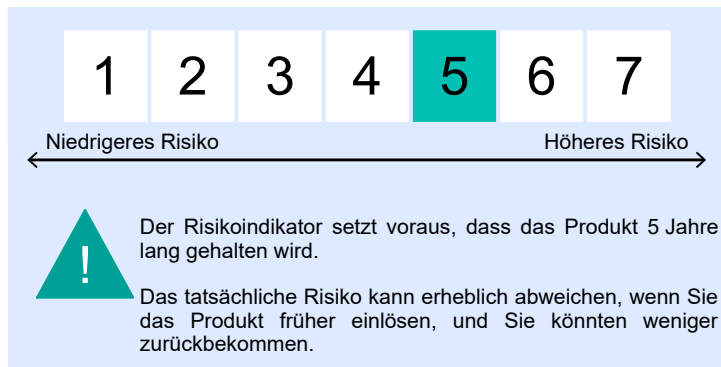 1 2 3 4 5 6 7
Niedrigeres Risiko Höheres Risiko
!
Der Risikoindikator setzt voraus, dass das Produkt 5 Jahre
lang gehalten wird.
Das tatsächliche Risiko kann erheblich abweichen, wenn Sie
das Produkt früher einlösen, und Sie könnten weniger
zurückbekommen.